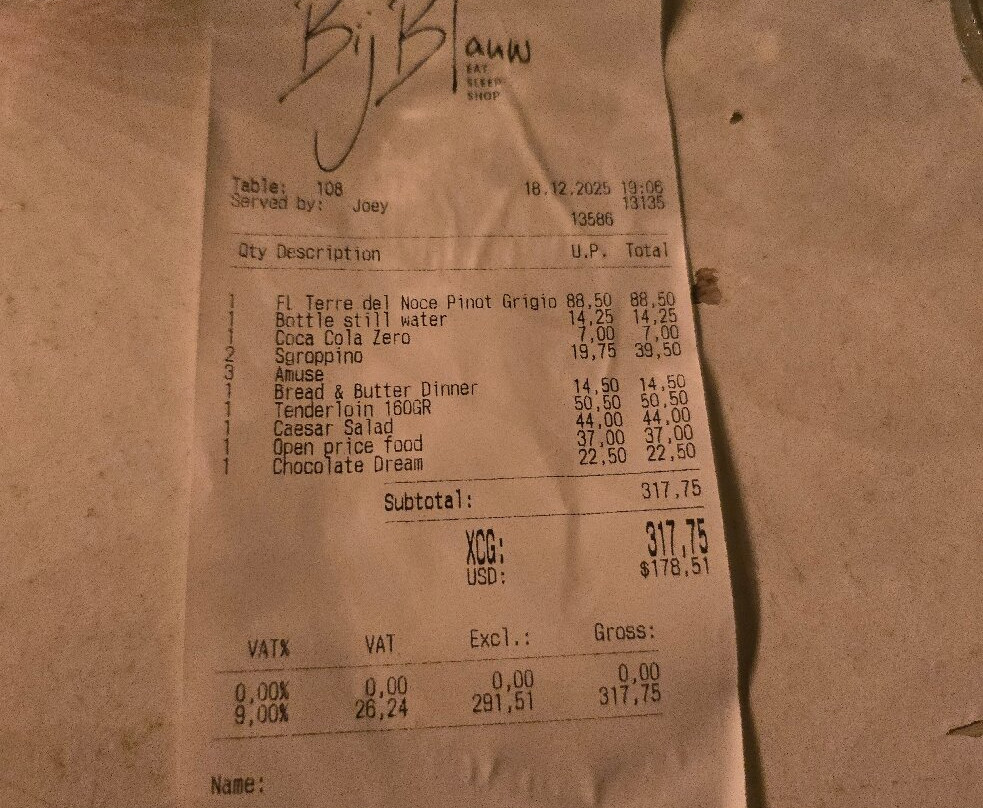 Bij Blauw
EAT
SLEEP
SHOP
Table: 108 18.12.2025 19:06
Served by: Joey 13135
13586
Qty Description U.P. Total
1 Fl Terre del Noce Pinot Grigio 88,50 88,50
1 Bottle still water 14,25 14,25
1 Coca Cola Zero 7,00 7,00
2 Sgroppino 19,75 39,50
3 Amuse
1 Bread & Butter Dinner 14,50 14,50
1 Tenderloin 160GR 50,50 50,50
1 Caesar Salad 44,00 44,00
1 Open price food 37,00 37,00
1 Chocolate Dream 22,50 22,50
Subtotal: 317,75
XCG: 317,75
USD: $178,51
VAT% VAT Excl.: Gross:
0,00% 0,00 0,00 0,00
9,00% 26,24 291,51 317,75
Name: